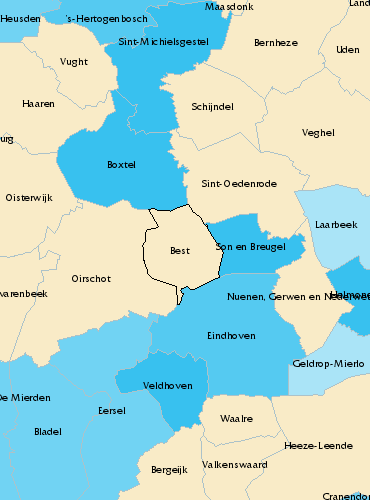 Maasdonk
Land
Heusden
's-Hertogenbosch
Sint-Michielsgestel
Bernheze
Uden
Vught
Haaren
Schijndel
Veghel
urg
Boxtel
Sint-Oedenrode
Oisterwijk
Laarbeek
Son en Breugel
Best
Oirschot
varenbeek
Nuenen, Gerwen en Nederwe
Helmond
Eindhoven
Geldrop-Mierlo
Veldhoven
De Mierden
Eersel
Bladel
Waalre
Heeze-Leende
Bergeijk
Valkenswaard
Cranendo